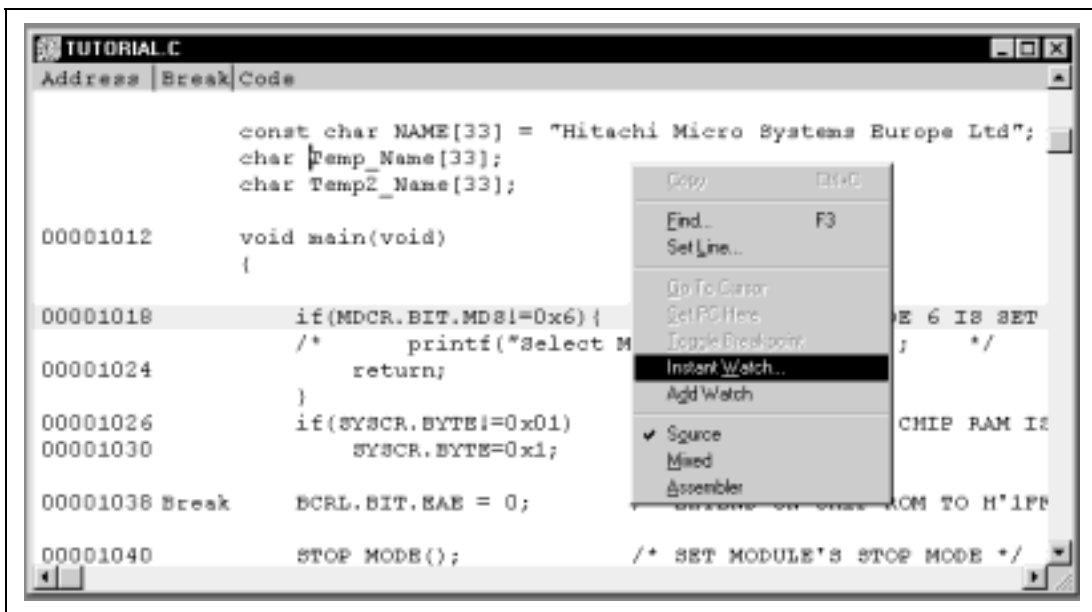 TUTORIAL.C
Address Break Code
const char NAME[33] = "Hitachi Micro Systems Europe Ltd";
char Temp_Name[33];
char Temp2_Name[33];
00001012 void main(void)
{
00001018 if(MDCR.BIT.MDS!=0x6){ DE 6 IS SET
/* printf("Select M ; */
00001024 return;
}
00001026 if(SYSCR.BYTE!=0x01) CHIP RAM IS
00001030 SYSCR.BYTE=0x1;
00001038 Break BCRL.BIT.EAE = 0; ROM TO H'1FF
00001040 STOP_MODE(); /* SET MODULE'S STOP MODE */
Copy Ctrl+C
Find... F3
Set Line...
Go To Cursor
Set PC Here
Toggle Breakpoint
Instant Watch...
Add Watch
Source
Mixed
Assembler